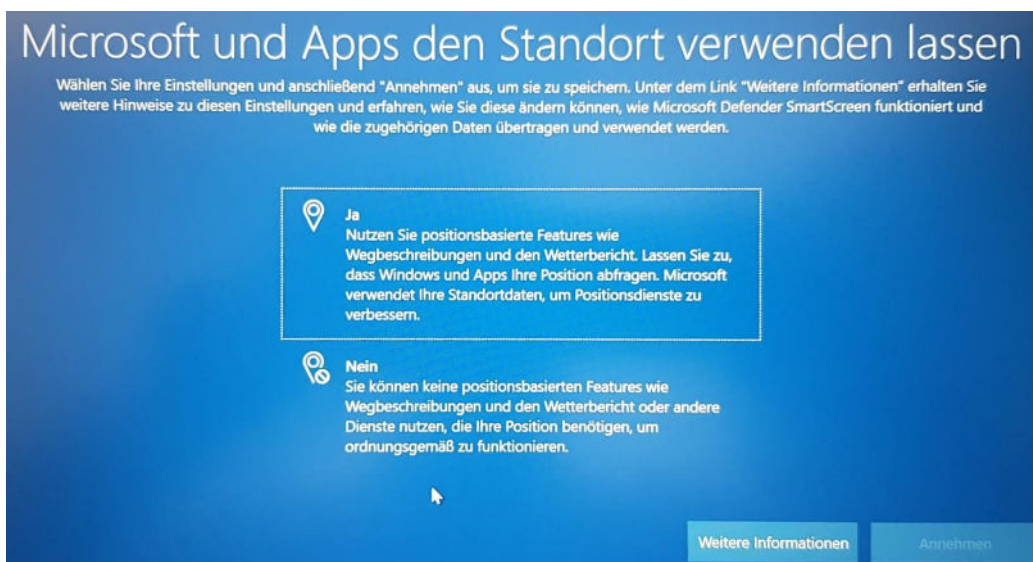 Microsoft und Apps den Standort verwenden lassen
Wählen Sie Ihre Einstellungen und anschließend "Annehmen" aus, um sie zu speichern. Unter dem Link "Weitere Informationen" erhalten Sie
weitere Hinweise zu diesen Einstellungen und erfahren, wie Sie diese ändern können, wie Microsoft Defender SmartScreen funktioniert und
wie die zugehörigen Daten übertragen und verwendet werden.
Ja
Nutzen Sie positionsbasierte Features wie
Wegbeschreibungen und den Wetterbericht. Lassen Sie zu,
dass Windows und Apps Ihre Position abfragen. Microsoft
verwendet Ihre Standortdaten, um Positionsdienste zu
verbessern.
Nein
Sie können keine positionsbasierten Features wie
Wegbeschreibungen und den Wetterbericht oder andere
Dienste nutzen, die Ihre Position benötigen, um
ordnungsgemäß zu funktionieren.
Weitere Informationen
Annehmen